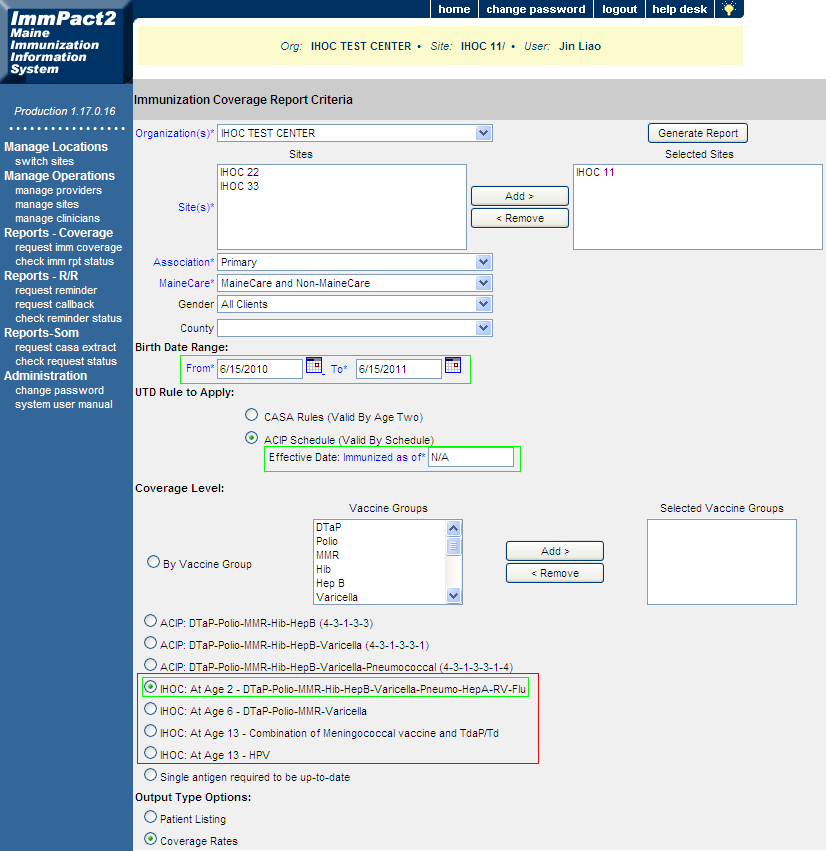 ImmPact2
Maine
Immunization
Information
System
home change password logout help desk
Org: IHOC TEST CENTER • Site: IHOC 11/ • User: Jin Liao
Production 1.17.0.16
Manage Locations
switch sites
Manage Operations
manage providers
manage sites
manage clinicians
Reports - Coverage
request imm coverage
check imm rpt status
Reports - R/R
request reminder
request callback
check reminder status
Reports-Som
request casa extract
check request status
Administration
change password
system user manual
Immunization Coverage Report Criteria
Organization(s)* IHOC TEST CENTER Generate Report
Sites Selected Sites
Site(s)*
IHOC 22
IHOC 33
Add >
< Remove
IHOC 11
Association* Primary
MaineCare* MaineCare and Non-MaineCare
Gender All Clients
County
Birth Date Range:
From* 6/15/2010 To* 6/15/2011
UTD Rule to Apply:
CASA Rules (Valid By Age Two)
ACIP Schedule (Valid By Schedule)
Effective Date: Immunized as of* N/A
Coverage Level:
Vaccine Groups Selected Vaccine Groups
By Vaccine Group
DTaP
Polio
MMR
Hib
Hep B
Varicella
Add >
< Remove
ACIP: DTaP-Polio-MMR-Hib-HepB (4-3-1-3-3)
ACIP: DTaP-Polio-MMR-Hib-HepB-Varicella (4-3-1-3-3-1)
ACIP: DTaP-Polio-MMR-Hib-HepB-Varicella-Pneumococcal (4-3-1-3-3-1-4)
IHOC: At Age 2 - DTaP-Polio-MMR-Hib-HepB-Varicella-Pneumo-HepA-RV-Flu
IHOC: At Age 6 - DTaP-Polio-MMR-Varicella
IHOC: At Age 13 - Combination of Meningococcal vaccine and TdaP/Td
IHOC: At Age 13 - HPV
Single antigen required to be up-to-date
Output Type Options:
Patient Listing
Coverage Rates